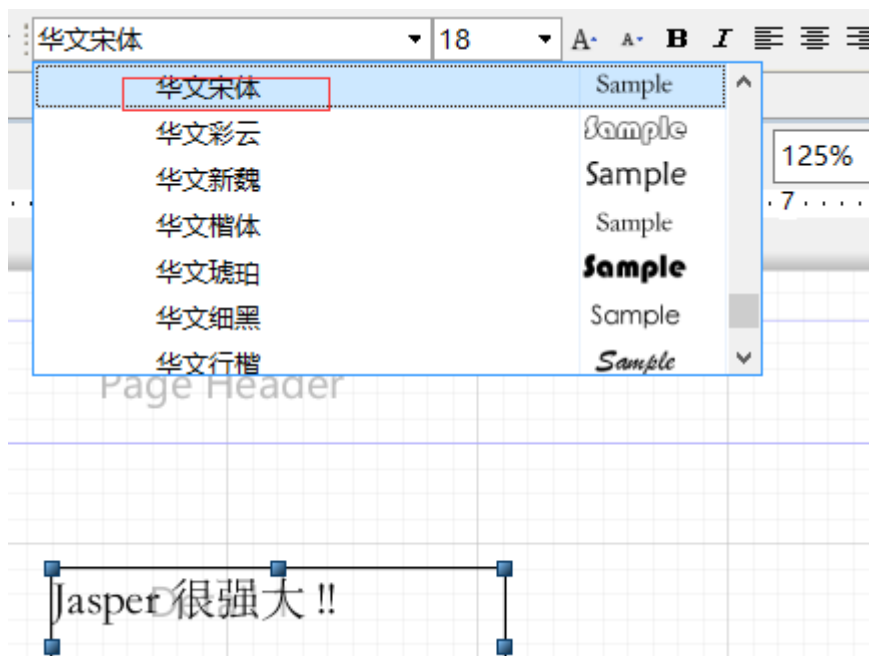 华文宋体 18 A A B I
华文宋体 Sample
华文彩云 Sample
125%
华文新魏 Sample
7
华文楷体 Sample
华文琥珀 Sample
华文细黑 Sample
华文行楷 Sample
Page Header
Jasper 很强大 !!